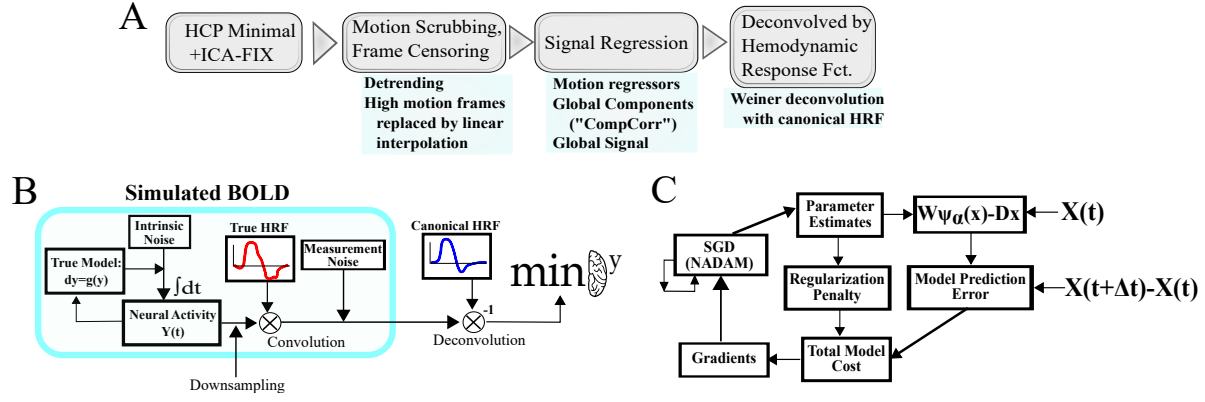 A
HCP Minimal
+ICA-FIX
Motion Scrubbing,
Frame Censoring
Detrending
High motion frames
replaced by linear
interpolation
Signal Regression
Motion regressors
Global Components
("CompCorr")
Global Signal
Deconvolved by
Hemodynamic
Response Fct.
Weiner deconvolution
with canonical HRF
B
Simulated BOLD
Intrinsic
Noise
True Model:
dy=g(y)
∫dt
Neural Activity
Y(t)
Downsampling
True HRF
Convolution
Measurement
Noise
Canonical HRF
-1
Deconvolution
min y
C
Parameter
Estimates
Wψα(x)-Dx
X(t)
SGD
(NADAM)
Regularization
Penalty
Model Prediction
Error
X(t+Δt)-X(t)
Gradients
Total Model
Cost